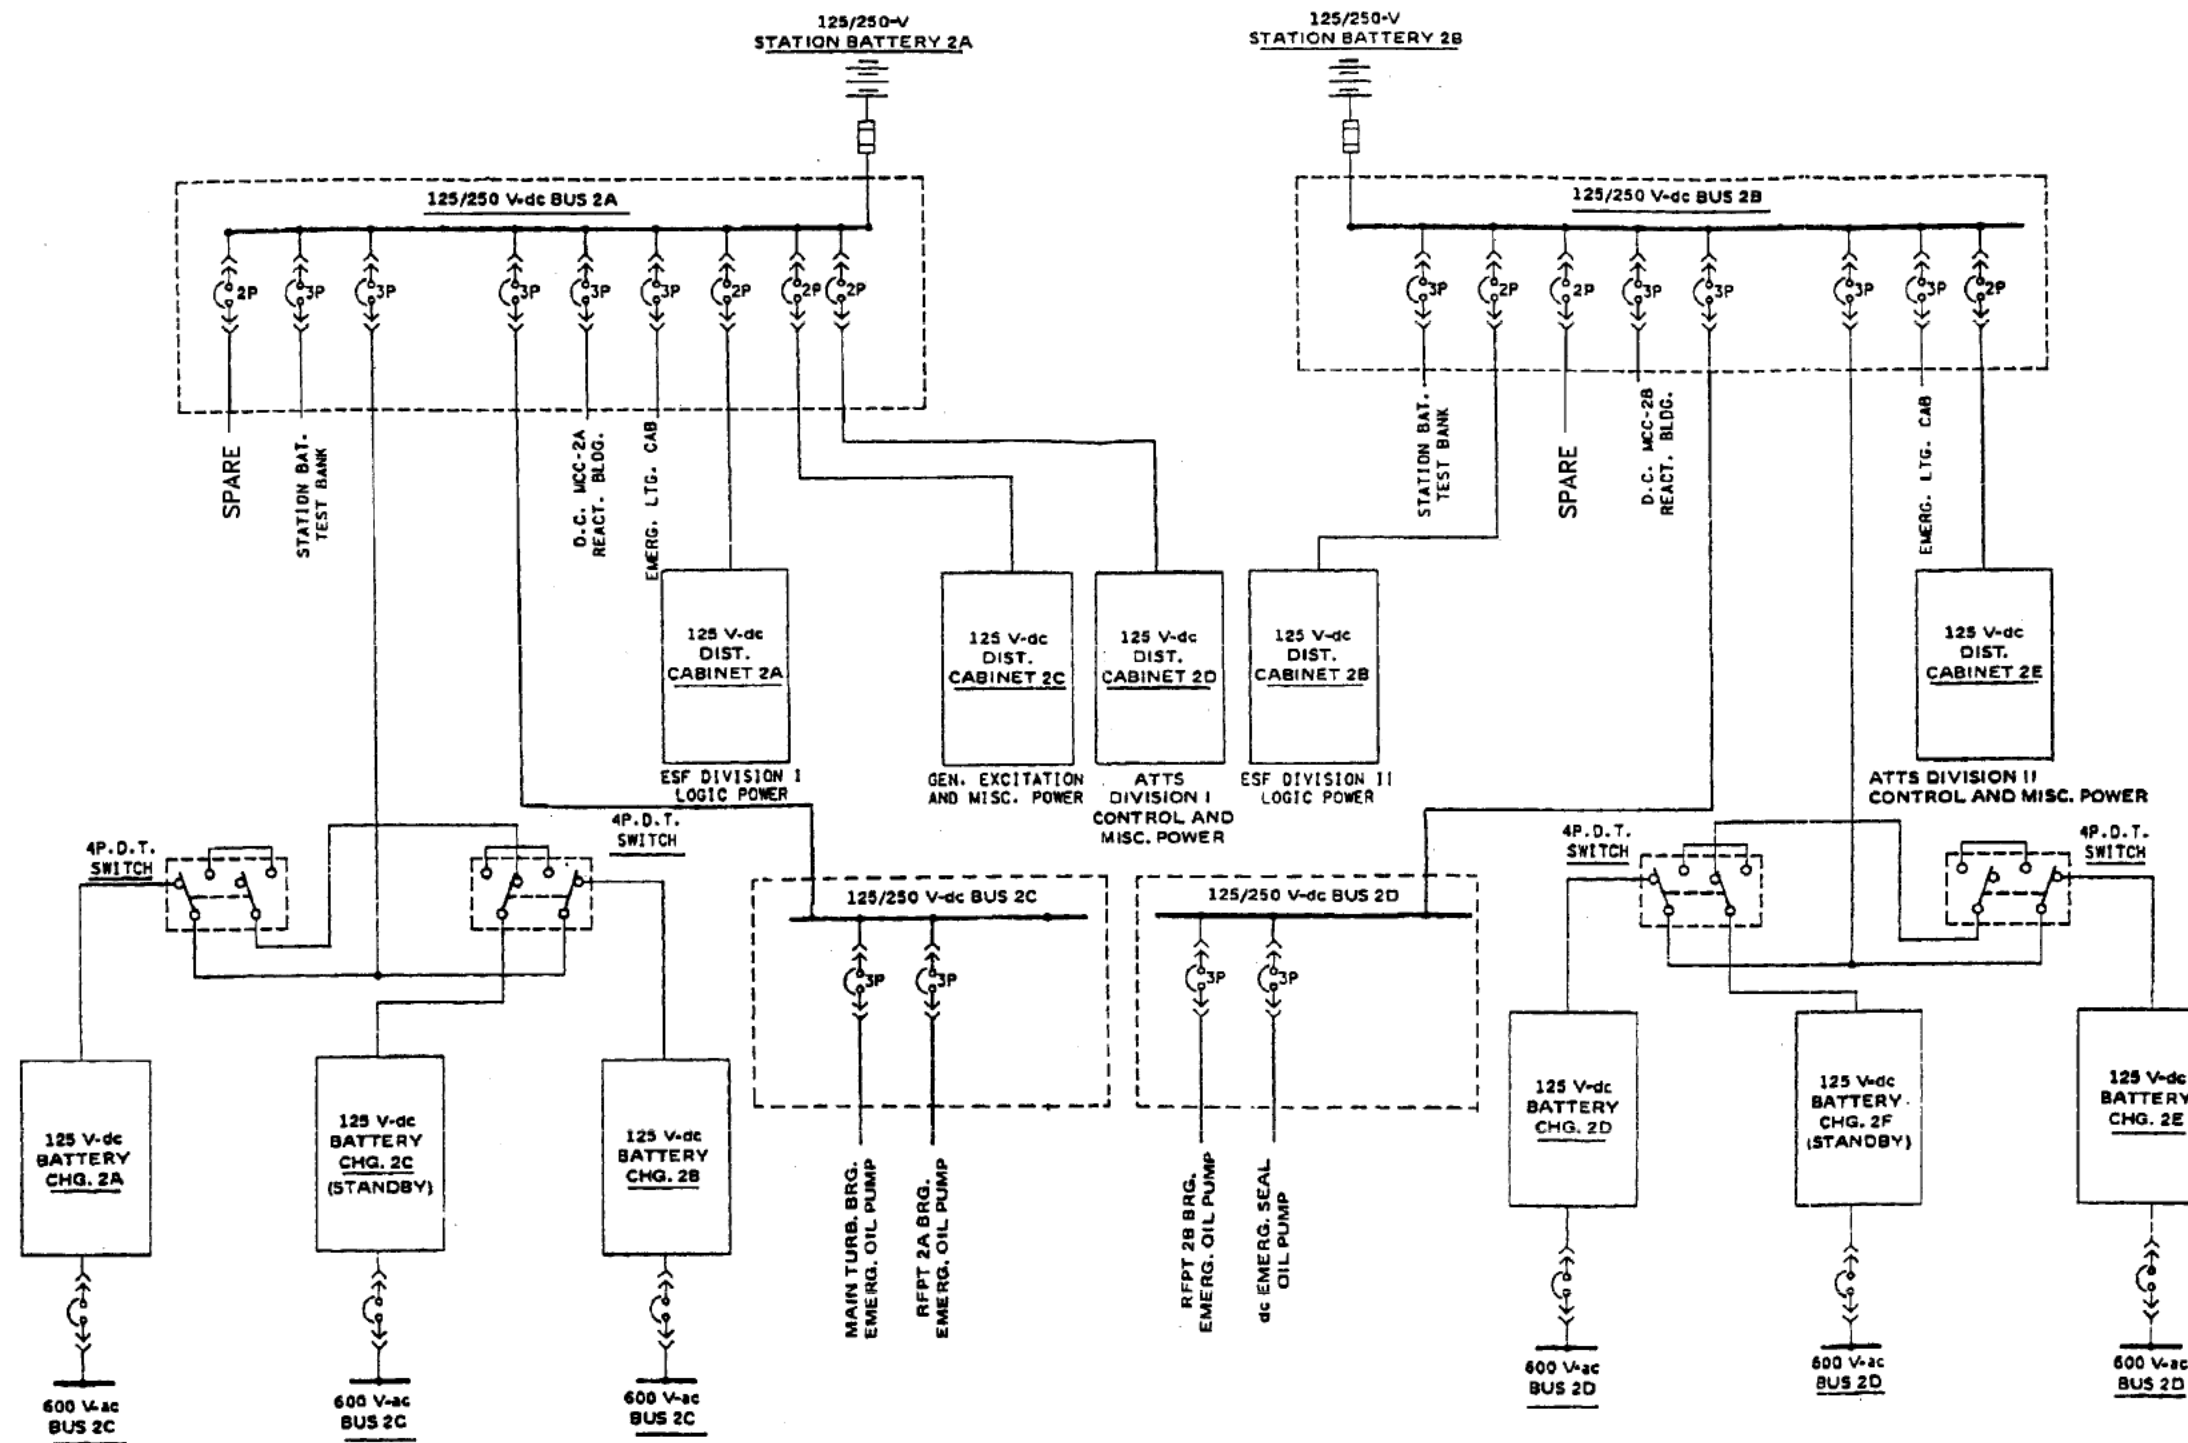 125/250-V
STATION BATTERY 2A
125/250-V
STATION BATTERY 2B
125/250 V-dc BUS 2A
125/250 V-dc BUS 2B
2P
3P
3P
3P
3P
3P
2P
2P
2P
3P
2P
2P
3P
3P
3P
3P
2P
SPARE
STATION BAT.
TEST BANK
D.C. MCC-2A
REACT. BLDG.
EMERG. LTG. CAB
STATION BAT.
TEST BANK
SPARE
D.C. MCC-2B
REACT. BLDG.
EMERG. LTG. CAB
125 V-dc
DIST.
CABINET 2A
ESF DIVISION I
LOGIC POWER
125 V-dc
DIST.
CABINET 2C
GEN. EXCITATION
AND MISC. POWER
125 V-dc
DIST.
CABINET 2D
ATTS
DIVISION I
CONTROL AND
MISC. POWER
125 V-dc
DIST.
CABINET 2B
ESF DIVISION II
LOGIC POWER
125 V-dc
DIST.
CABINET 2E
ATTS DIVISION II
CONTROL AND MISC. POWER
4P.D.T.
SWITCH
4P.D.T.
SWITCH
4P.D.T.
SWITCH
4P.D.T.
SWITCH
125/250 V-dc BUS 2C
3P
3P
MAIN TURB. BRG.
EMERG. OIL PUMP
RFPT 2A BRG.
EMERG. OIL PUMP
125/250 V-dc BUS 2D
3P
3P
RFPT 2B BRG.
EMERG. OIL PUMP
dc EMERG. SEAL
OIL PUMP
125 V-dc
BATTERY
CHG. 2A
125 V-dc
BATTERY
CHG. 2C
(STANDBY)
125 V-dc
BATTERY
CHG. 2B
125 V-dc
BATTERY
CHG. 2D
125 V-dc
BATTERY
CHG. 2F
(STANDBY)
125 V-dc
BATTERY
CHG. 2E
600 V-ac
BUS 2C
600 V-ac
BUS 2C
600 V-ac
BUS 2C
600 V-ac
BUS 2D
600 V-ac
BUS 2D
600 V-ac
BUS 2D